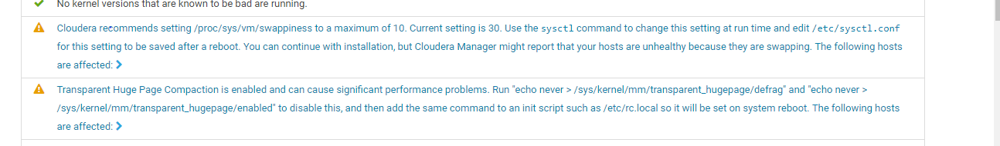 No kernel versions that are known to be bad are running.
Cloudera recommends setting /proc/sys/vm/swappiness to a maximum of 10. Current setting is 30. Use the sysctl command to change this setting at run time and edit /etc/sysctl.conf
for this setting to be saved after a reboot. You can continue with installation, but Cloudera Manager might report that your hosts are unhealthy because they are swapping. The following hosts
are affected:
Transparent Huge Page Compaction is enabled and can cause significant performance problems. Run "echo never > /sys/kernel/mm/transparent_hugepage/defrag" and "echo never >
/sys/kernel/mm/transparent_hugepage/enabled" to disable this, and then add the same command to an init script such as /etc/rc.local so it will be set on system reboot. The following hosts
are affected: